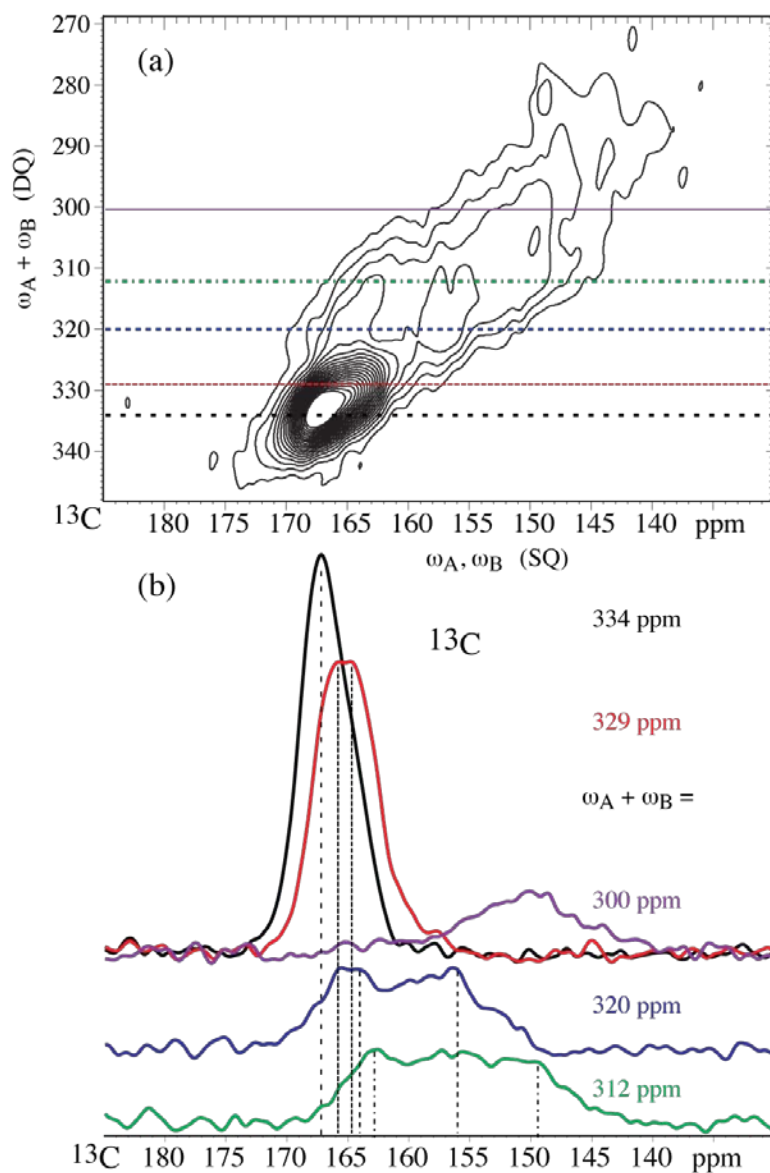 (a)
270
280
290
300
310
320
330
340
ωA + ωB (DQ)
13C 180 175 170 165 160 155 150 145 140 ppm
ωA, ωB (SQ)
(b)
13C
334 ppm
329 ppm
ωA + ωB =
300 ppm
320 ppm
312 ppm
13C 180 175 170 165 160 155 150 145 140 ppm